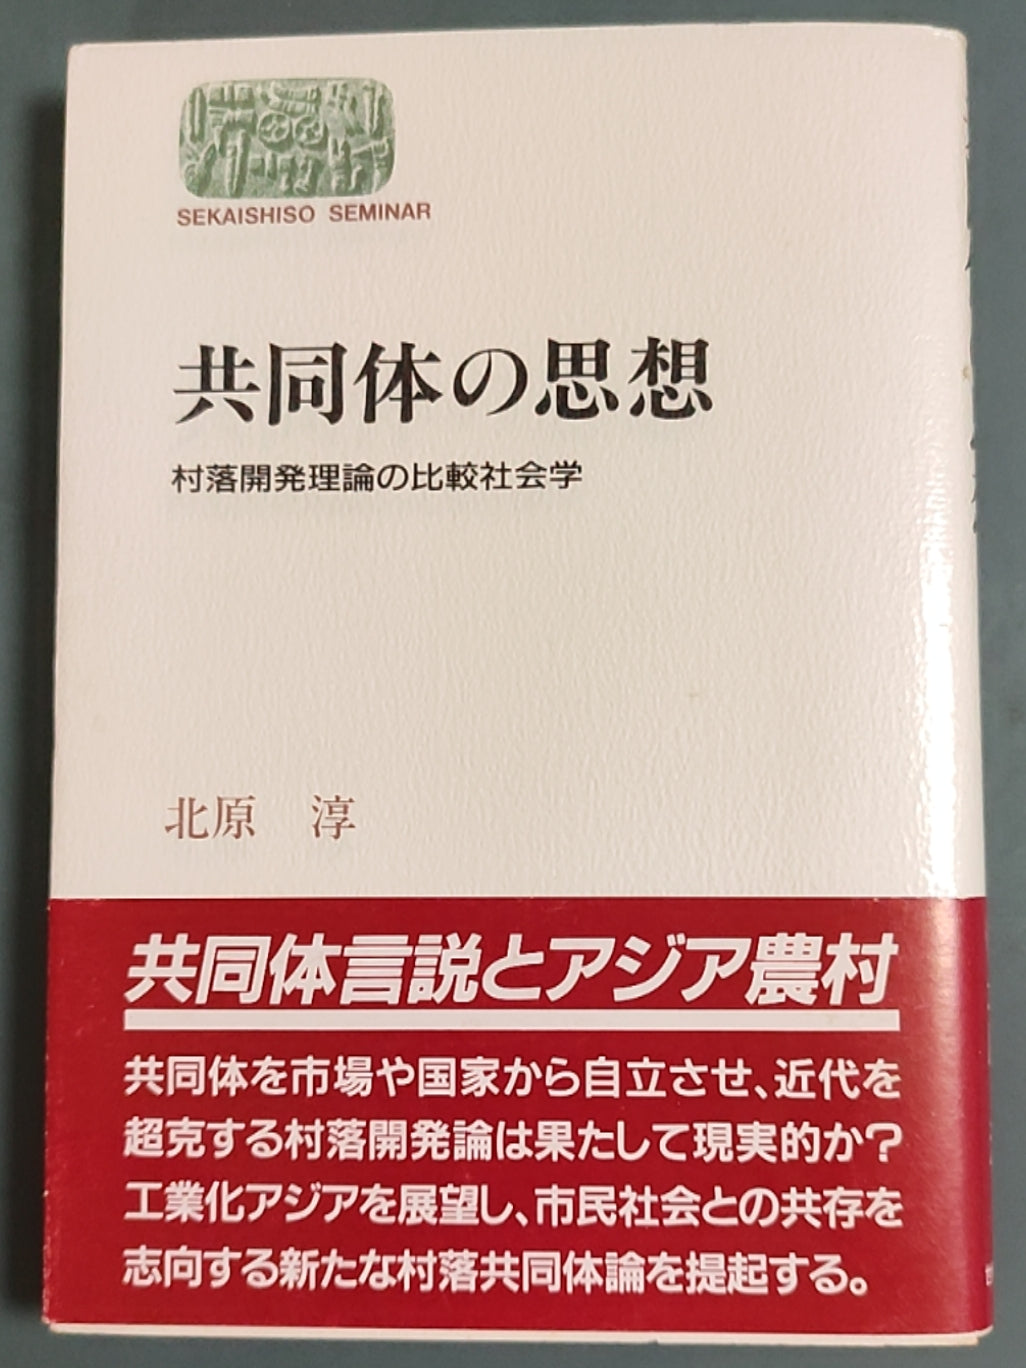 SEKAISHISO SEMINAR
共同体の思想
村落開発理論の比較社会学
北原 淳
共同体言説とアジア農村
共同体を市場や国家から自立させ、近代を
超克する村落開発論は果たして現実的か?
工業化アジアを展望し、市民社会との共存を
志向する新たな村落共同体論を提起する。